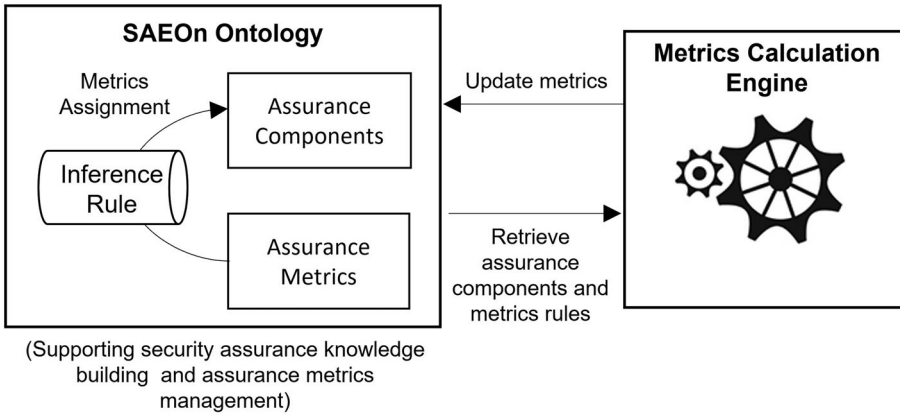 SAEOn Ontology
Metrics
Assignment
Assurance
Components
Inference
Rule
Assurance
Metrics
(Supporting security assurance knowledge
building and assurance metrics
management)
Update metrics
Retrieve
assurance
components and
metrics rules
Metrics Calculation
Engine